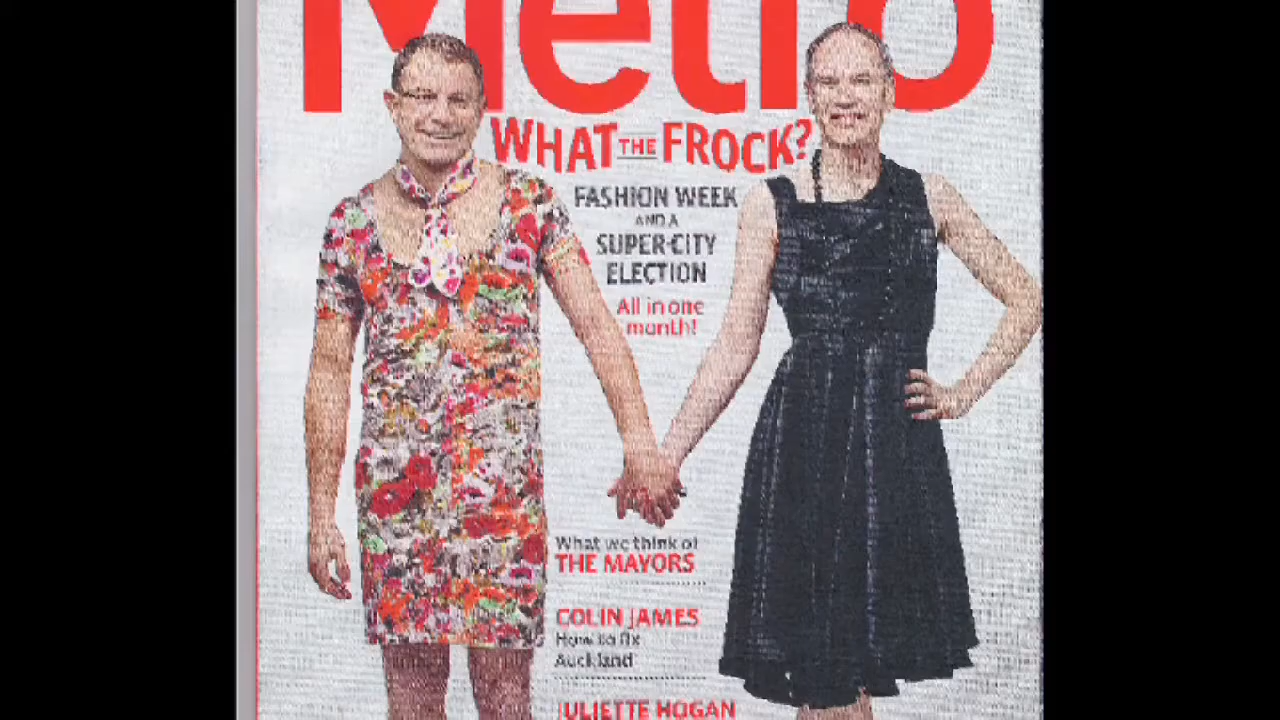 Metro
WHAT THE FROCK?
FASHION WEEK
AND A
SUPER-CITY
ELECTION
All in one
month!
What we think of
THE MAYORS
COLIN JAMES
How to fix
Auckland
JULIETTE HOGAN